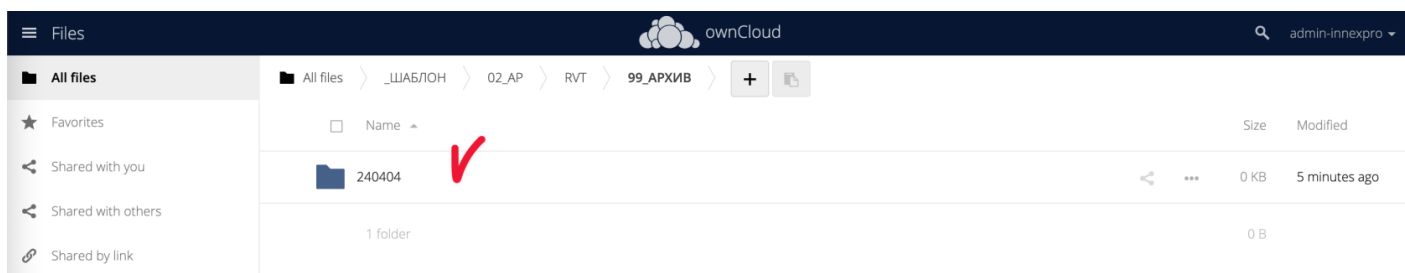 Files ownCloud admin-innexpro
All files All files _ШАБЛОН 02_АР RVT 99_АРХИВ +
Favorites Name Size Modified
Shared with you 240404 0 KB 5 minutes ago
Shared with others
1 folder 0 B
Shared by link